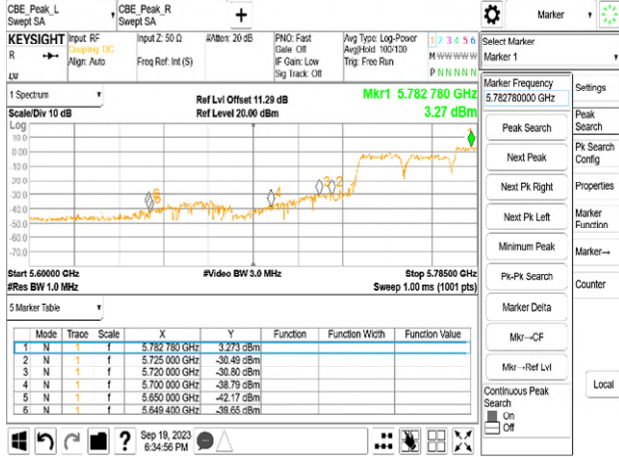 CBE_Peak_L
Swept SA
CBE_Peak_R
Swept SA
+
Marker
KEYSIGHT
R
Input: RF
Coupling: DC
Align: Auto
Input Z: 50 Ω
Freq Ref: Int (S)
#Atten: 20 dB
PNO: Fast
Gate: Off
IF Gain: Low
Sig Track: Off
Avg Type: Log-Power
Avg|Hold: 100/100
Trig: Free Run
1 2 3 4 5 6
M W W W W W
P N N N N N
Select Marker
Marker 1
1 Spectrum
Scale/Div 10 dB
Ref Lvl Offset 11.29 dB
Ref Level 20.00 dBm
Mkr1 5.782 780 GHz
3.27 dBm
Log
10.0
0.00
-10.0
-20.0
-30.0
-40.0
-50.0
-60.0
-70.0
Start 5.60000 GHz
#Res BW 1.0 MHz
#Video BW 3.0 MHz
Stop 5.78500 GHz
Sweep 1.00 ms (1001 pts)
5 Marker Table
Mode Trace Scale X Y Function Function Width Function Value
1 N 1 f 5.782 780 GHz 3.273 dBm
2 N 1 f 5.725 000 GHz -30.49 dBm
3 N 1 f 5.720 000 GHz -30.80 dBm
4 N 1 f 5.700 000 GHz -38.79 dBm
5 N 1 f 5.650 000 GHz -42.17 dBm
6 N 1 f 5.649 400 GHz -39.65 dBm
Marker Frequency
5.782780000 GHz
Peak Search
Next Peak
Next Pk Right
Next Pk Left
Minimum Peak
Pk-Pk Search
Marker Delta
Mkr→CF
Mkr→Ref Lvl
Continuous Peak
Search
On
Off
Settings
Peak
Search
Pk Search
Config
Properties
Marker
Function
Marker→
Counter
Local
?
Sep 19, 2023
6:34:56 PM